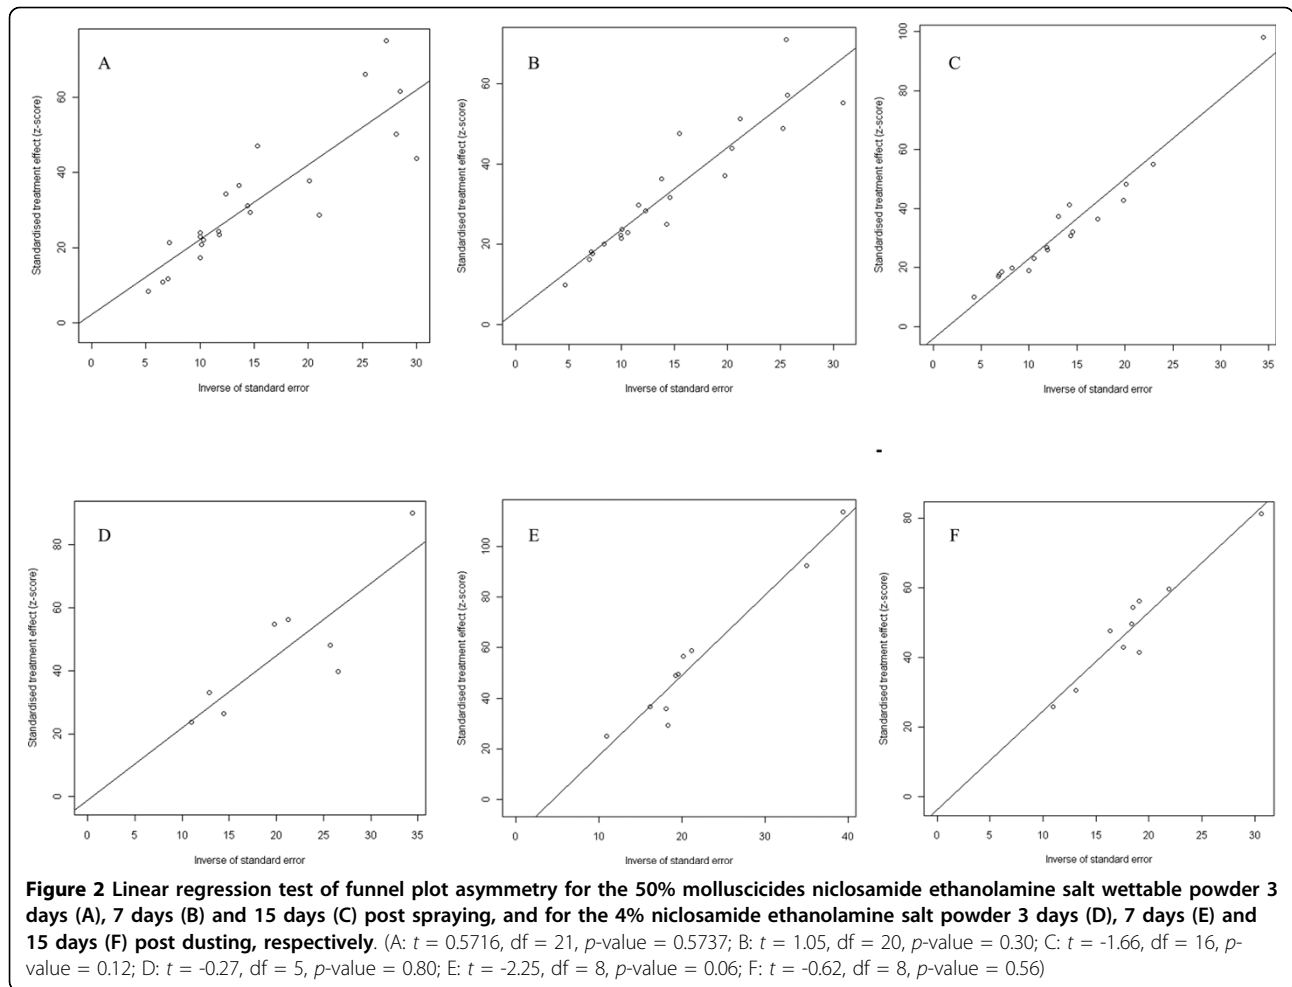 A
Standardised treatment effect (z-score)
0 20 40 60
0 5 10 15 20 25 30
Inverse of standard error
B
Standardised treatment effect (z-score)
0 20 40 60
0 5 10 15 20 25 30
Inverse of standard error
C
Standardised treatment effect (z-score)
0 20 40 60 80 100
0 5 10 15 20 25 30 35
Inverse of standard error
-
D
Standardised treatment effect (z-score)
0 20 40 60 80
0 5 10 15 20 25 30 35
Inverse of standard error
E
Standardised treatment effect (z-score)
0 20 40 60 80 100
0 10 20 30 40
Inverse of standard error
F
Standardised treatment effect (z-score)
0 20 40 60 80
0 5 10 15 20 25 30
Inverse of standard error
Figure 2 Linear regression test of funnel plot asymmetry for the 50% molluscicides niclosamide ethanolamine salt wettable powder 3
days (A), 7 days (B) and 15 days (C) post spraying, and for the 4% niclosamide ethanolamine salt powder 3 days (D), 7 days (E) and
15 days (F) post dusting, respectively. (A: t = 0.5716, df = 21, p-value = 0.5737; B: t = 1.05, df = 20, p-value = 0.30; C: t = -1.66, df = 16, p-
value = 0.12; D: t = -0.27, df = 5, p-value = 0.80; E: t = -2.25, df = 8, p-value = 0.06; F: t = -0.62, df = 8, p-value = 0.56)